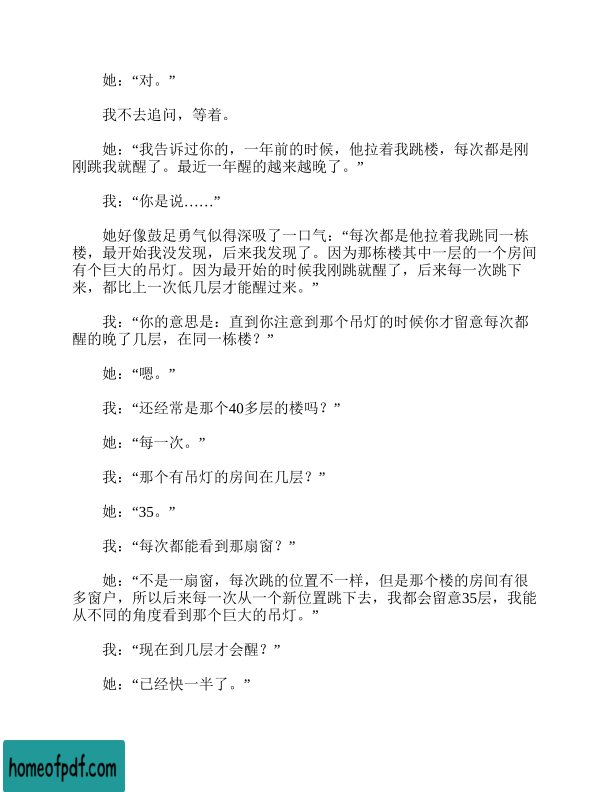 她：“对。”
我不去追问，等着。
她：“我告诉过你的，一年前的时候，他拉着我跳楼，每次都是刚
刚跳我就醒了。最近一年醒的越来越晚了。”
我：“你是说……”
她好像鼓足勇气似得深吸了一口气：“每次都是他拉着我跳同一栋
楼，最开始我没发现，后来我发现了。因为那栋楼其中一层的一个房间
有个巨大的吊灯。因为最开始的时候我刚跳就醒了，后来每一次跳下
来，都比上一次低几层才能醒过来。”
我：“你的意思是：直到你注意到那个吊灯的时候你才留意每次都
醒的晚了几层，在同一栋楼？”
她：“嗯。”
我：“还经常是那个40多层的楼吗？”
她：“每一次。”
我：“那个有吊灯的房间在几层？”
她：“35。”
我：“每次都能看到那扇窗？”
她：“不是一扇窗，每次跳的位置不一样，但是那个楼的房间有很
多窗户，所以后来每一次从一个新位置跳下去，我都会留意35层，我能
从不同的角度看到那个巨大的吊灯。”
我：“现在到几层才会醒？”
她：“已经快一半了。”
homeofpdf.com